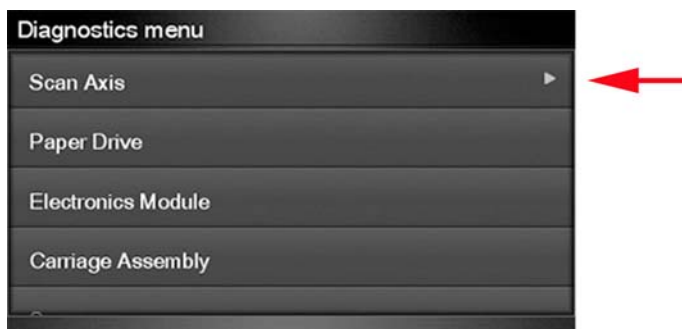 Diagnostics menu
Scan Axis
Paper Drive
Electronics Module
Carriage Assembly